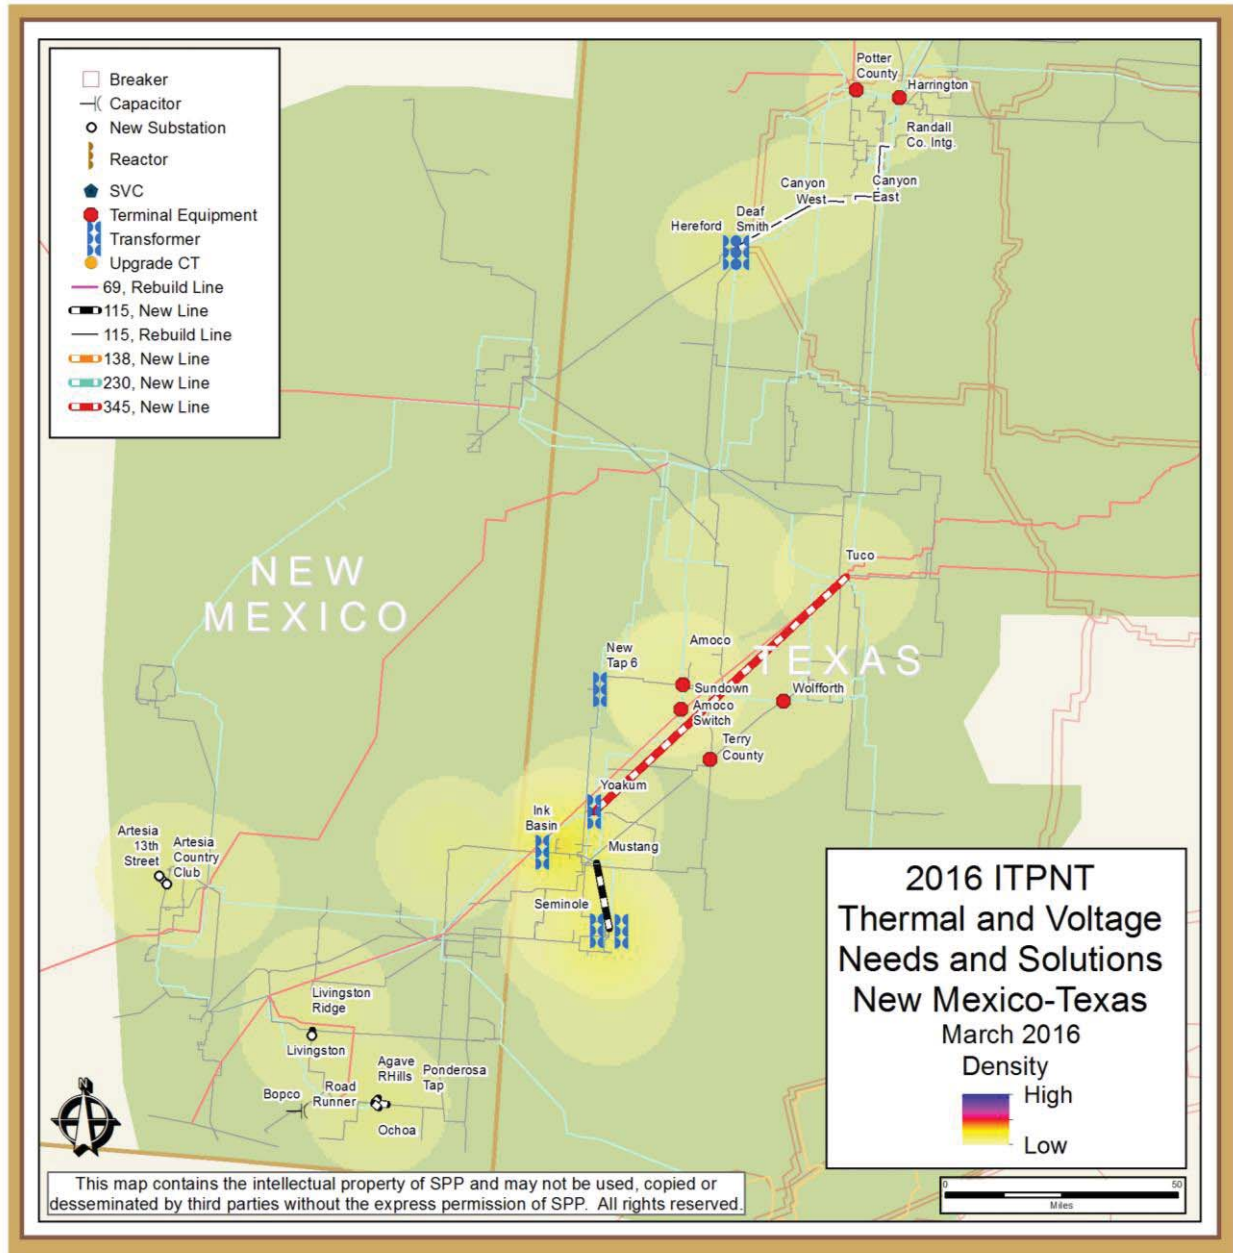 Breaker
Capacitor
New Substation
Reactor
SVC
Terminal Equipment
Transformer
Upgrade CT
69, Rebuild Line
115, New Line
115, Rebuild Line
138, New Line
230, New Line
345, New Line
Potter
County
Harrington
Randall
Co. Intg.
Canyon
West
Canyon
East
Deaf
Smith
Hereford
NEW
MEXICO
TEXAS
Tuco
New
Tap 6
Amoco
Sundown
Amoco
Switch
Wolfforth
Terry
County
Yoakum
Ink
Basin
Mustang
Seminole
Artesia
13th
Street
Artesia
Country
Club
Livingston
Ridge
Livingston
Bopco
Road
Runner
Agave
RHills
Ponderosa
Tap
Ochoa
N
2016 ITPNT
Thermal and Voltage
Needs and Solutions
New Mexico-Texas
March 2016
Density
High
Low
0 50
Miles
This map contains the intellectual property of SPP and may not be used, copied or
desseminated by third parties without the express permission of SPP. All rights reserved.